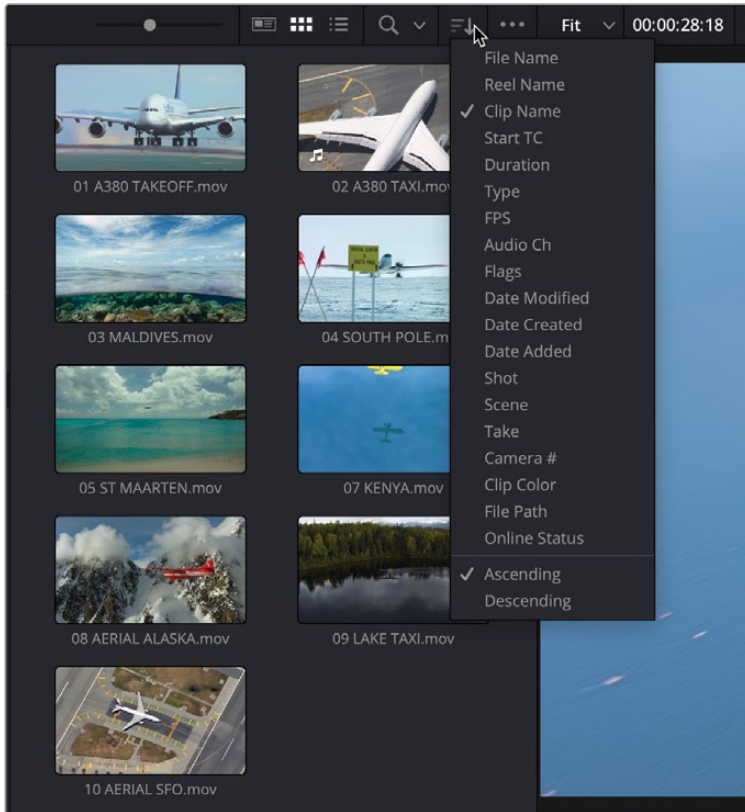 Fit 00:00:28:18
File Name
Reel Name
Clip Name
Start TC
Duration
Type
FPS
Audio Ch
Flags
Date Modified
Date Created
Date Added
Shot
Scene
Take
Camera #
Clip Color
File Path
Online Status
Ascending
Descending
01 A380 TAKEOFF.mov
02 A380 TAXI.mov
03 MALDIVES.mov
04 SOUTH POLE.m
05 ST MAARTEN.mov
07 KENYA.mov
08 AERIAL ALASKA.mov
09 LAKE TAXI.mov
10 AERIAL SFO.mov